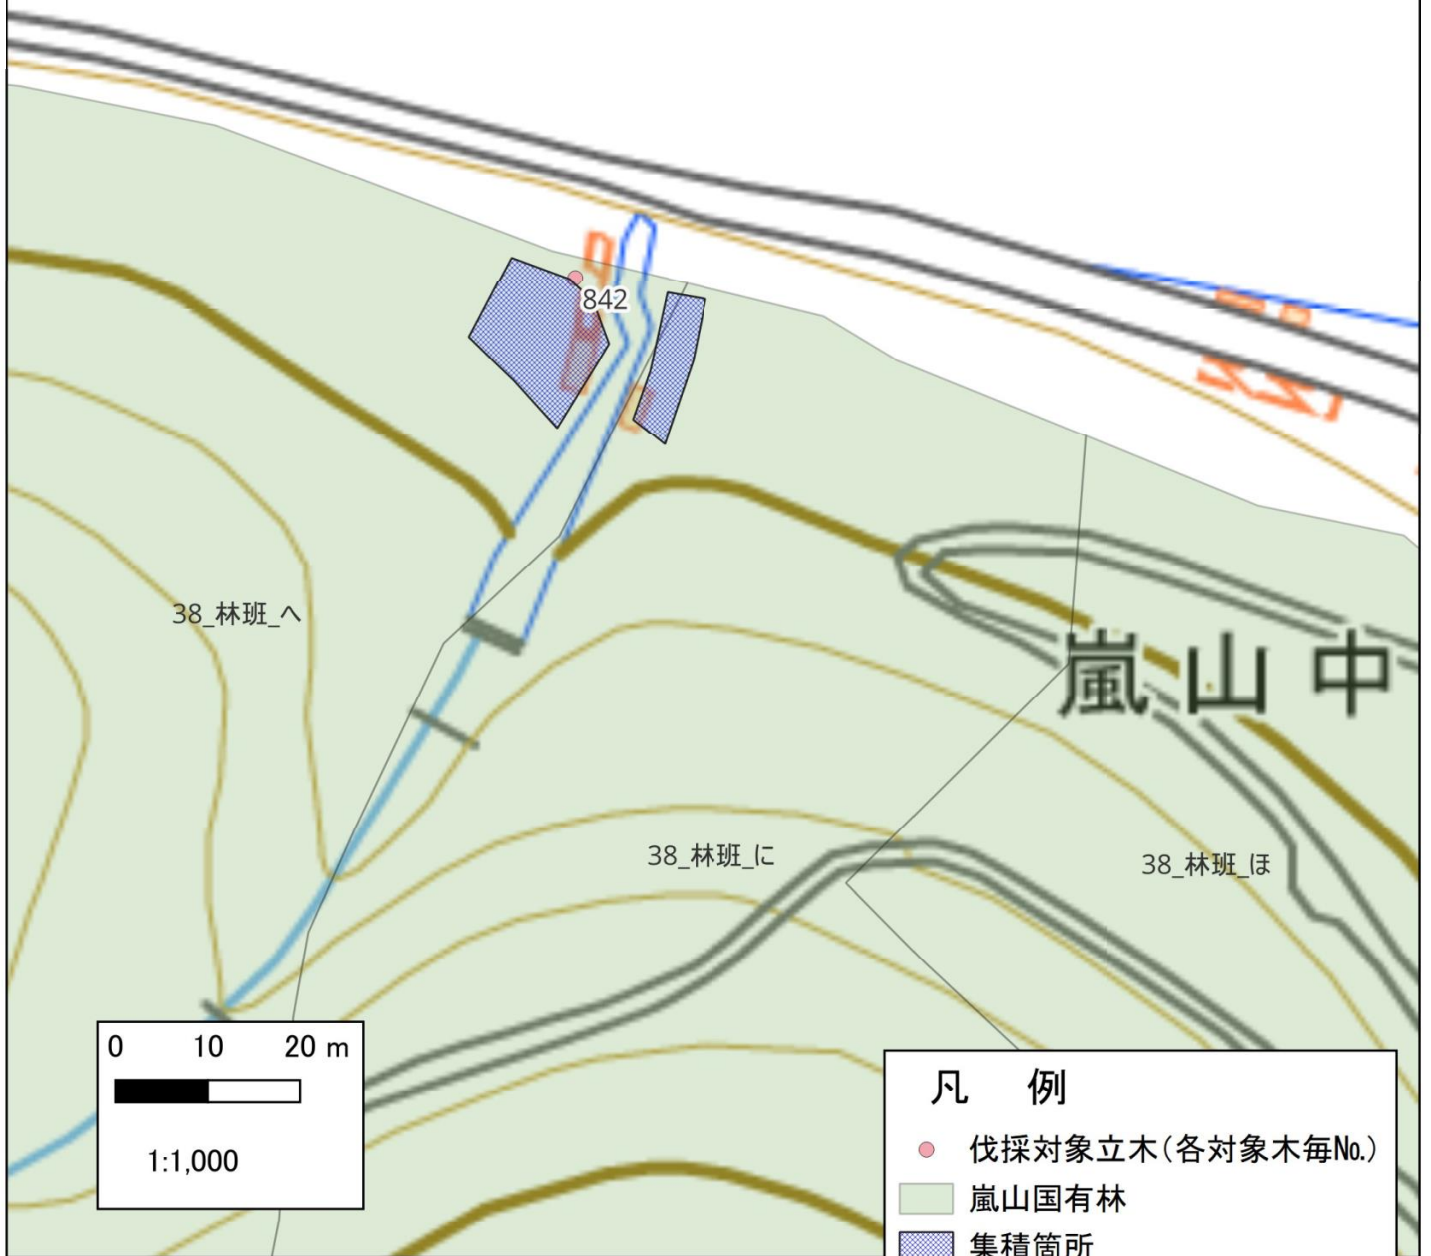 842
38_林班_へ
嵐山中
38_林班_に
38_林班_ほ
0 10 20 m
1:1,000
凡 例
伐採対象立木(各対象木毎№)
嵐山国有林
集積箇所